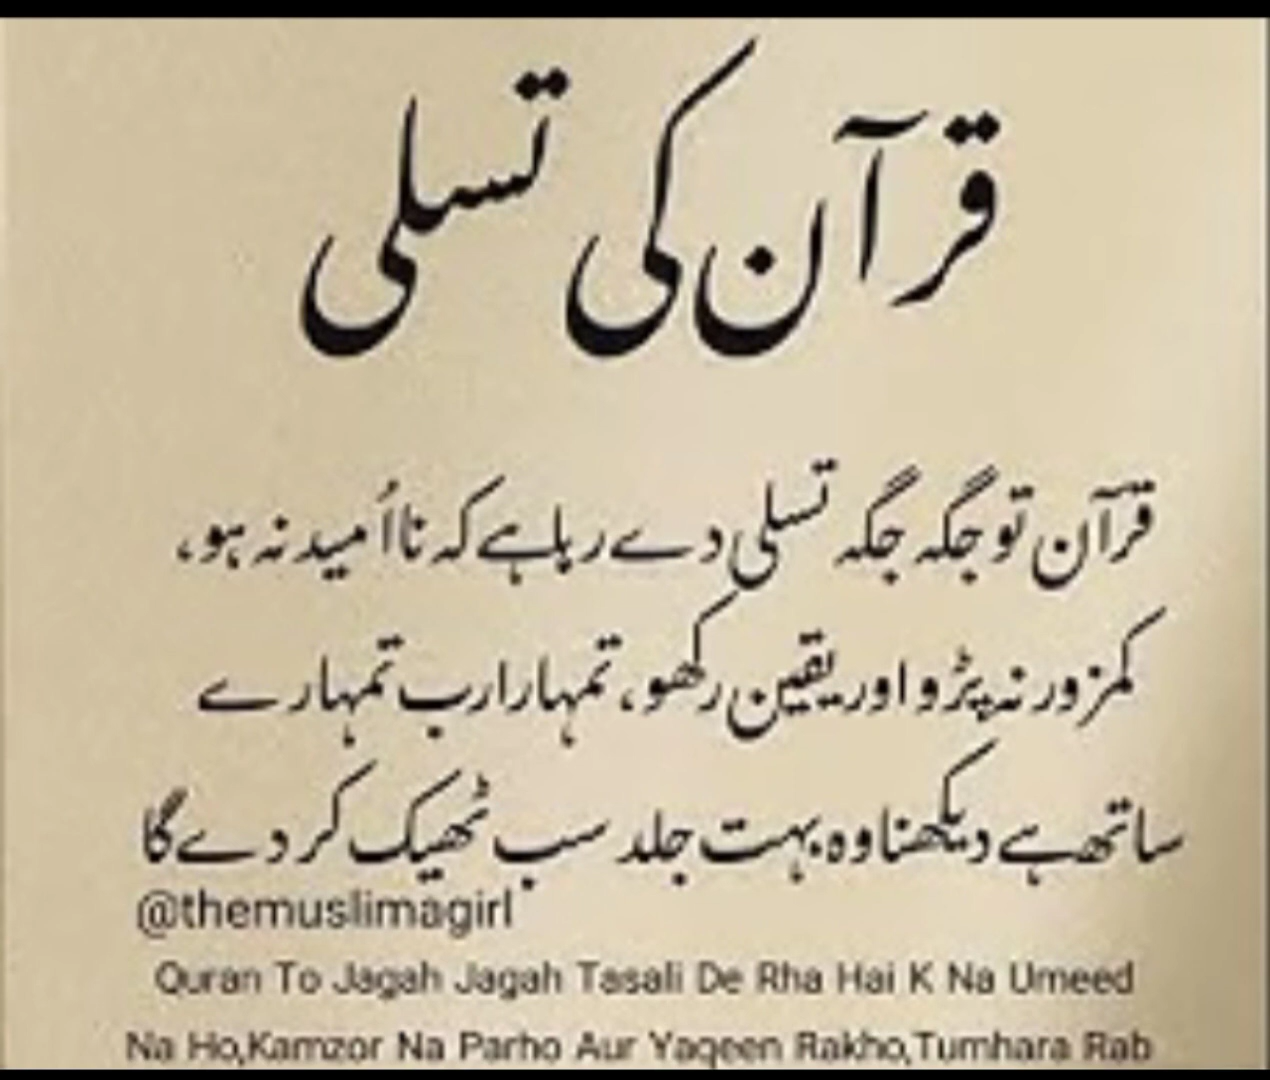 قرآن کی تسلی
قرآن تو جگہ جگہ تسلی دے رہا ہے کہ نا اُمید نہ ہو،
کمزور نہ پڑو اور یقین رکھو، تمہارا رب تمہارے
ساتھ ہے دیکھنا وہ بہت جلد سب ٹھیک کر دے گا
@themuslimagirl
Quran To Jagah Jagah Tasali De Rha Hai K Na Umeed
Na Ho,Kamzor Na Parho Aur Yaqeen Rakho,Tumhara Rab